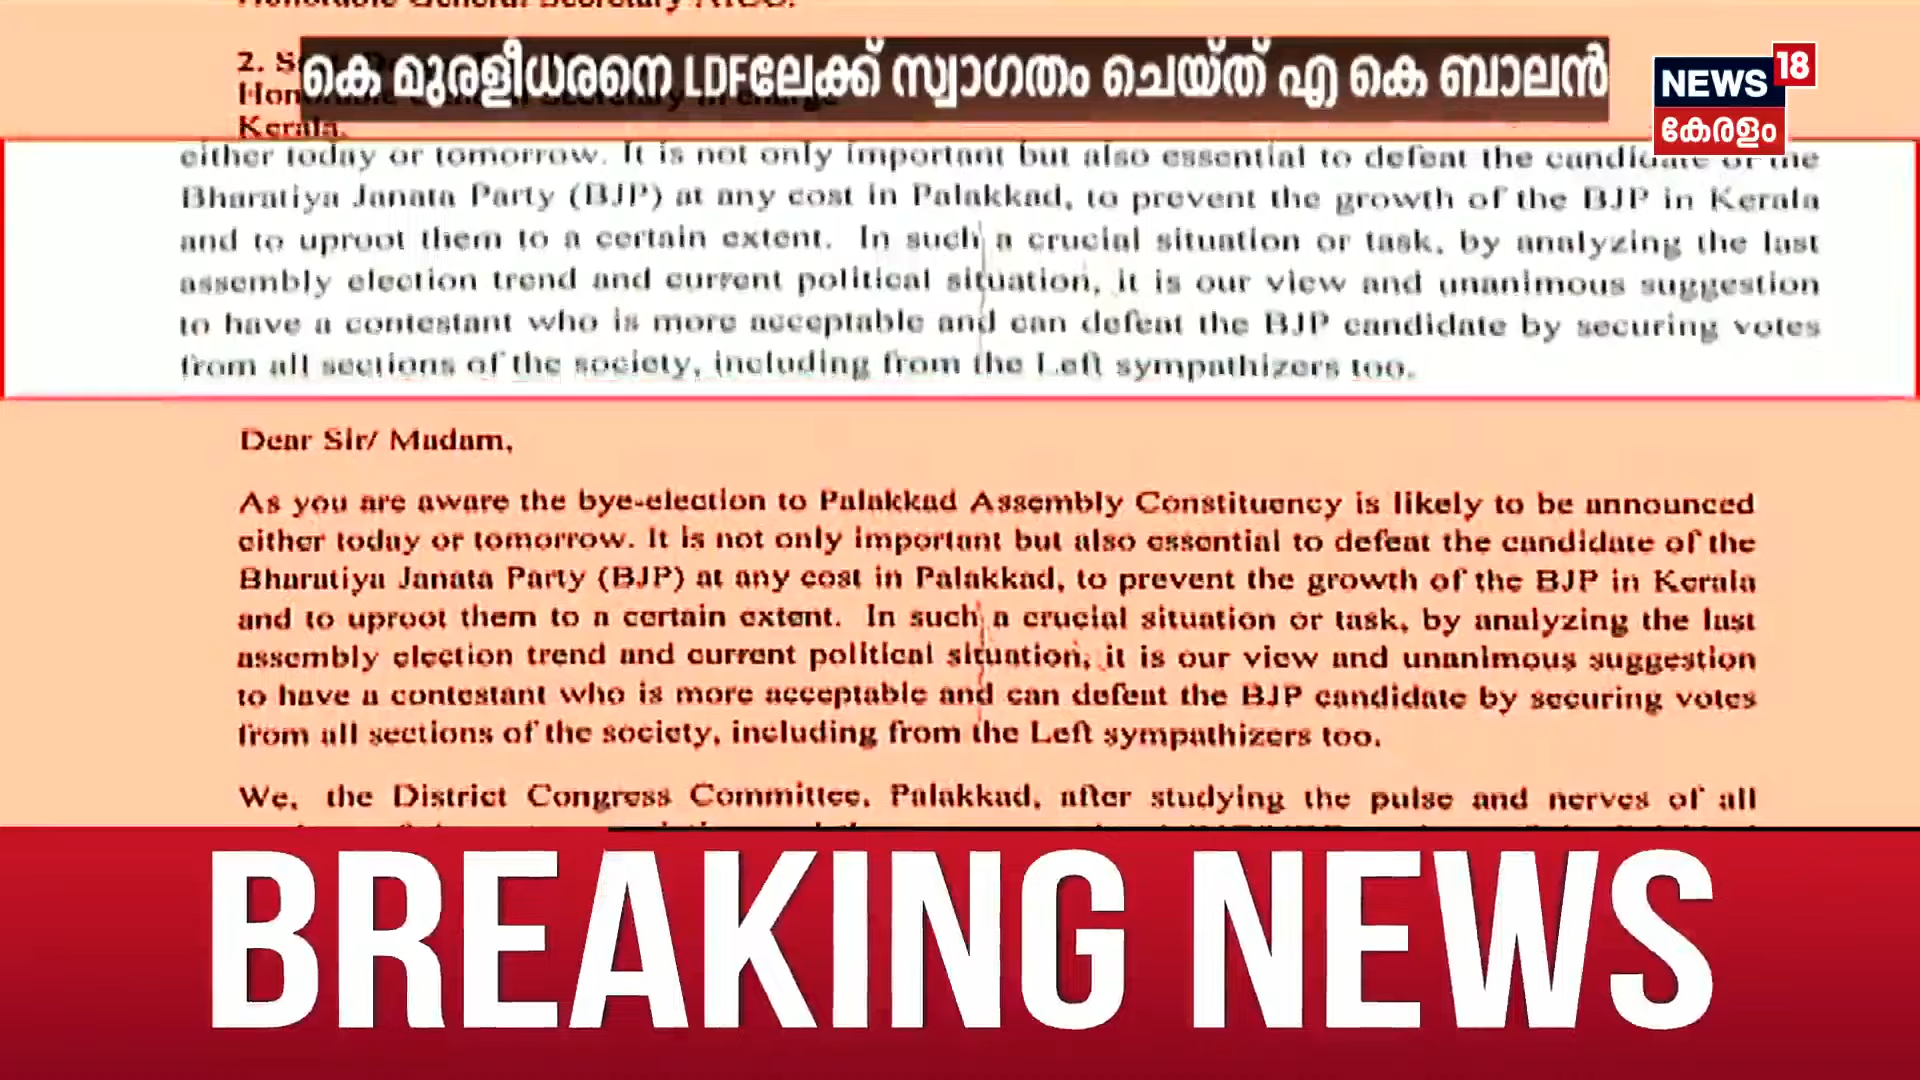 Honorable General Secretary AICC.
2. S
കെ മുരളീധരനെ LDFലേക്ക് സ്വാഗതം ചെയ്ത് എ കെ ബാലൻ
NEWS 18
കേരളം
Kerala.
either today or tomorrow. It is not only important but also essential to defeat the candidate of the
Bharatiya Janata Party (BJP) at any cost in Palakkad, to prevent the growth of the BJP in Kerala
and to uproot them to a certain extent. In such a crucial situation or task, by analyzing the last
assembly election trend and current political situation, it is our view and unanimous suggestion
to have a contestant who is more acceptable and can defeat the BJP candidate by securing votes
from all sections of the society, including from the Left sympathizers too.
Dear Sir/ Madam,
As you are aware the bye-election to Palakkad Assembly Constituency is likely to be announced
either today or tomorrow. It is not only important but also essential to defeat the candidate of the
Bharatiya Janata Party (BJP) at any cost in Palakkad, to prevent the growth of the BJP in Kerala
and to uproot them to a certain extent. In such a crucial situation or task, by analyzing the last
assembly election trend and current political situation, it is our view and unanimous suggestion
to have a contestant who is more acceptable and can defeat the BJP candidate by securing votes
from all sections of the society, including from the Left sympathizers too.
We, the District Congress Committee, Palakkad, after studying the pulse and nerves of all
BREAKING NEWS